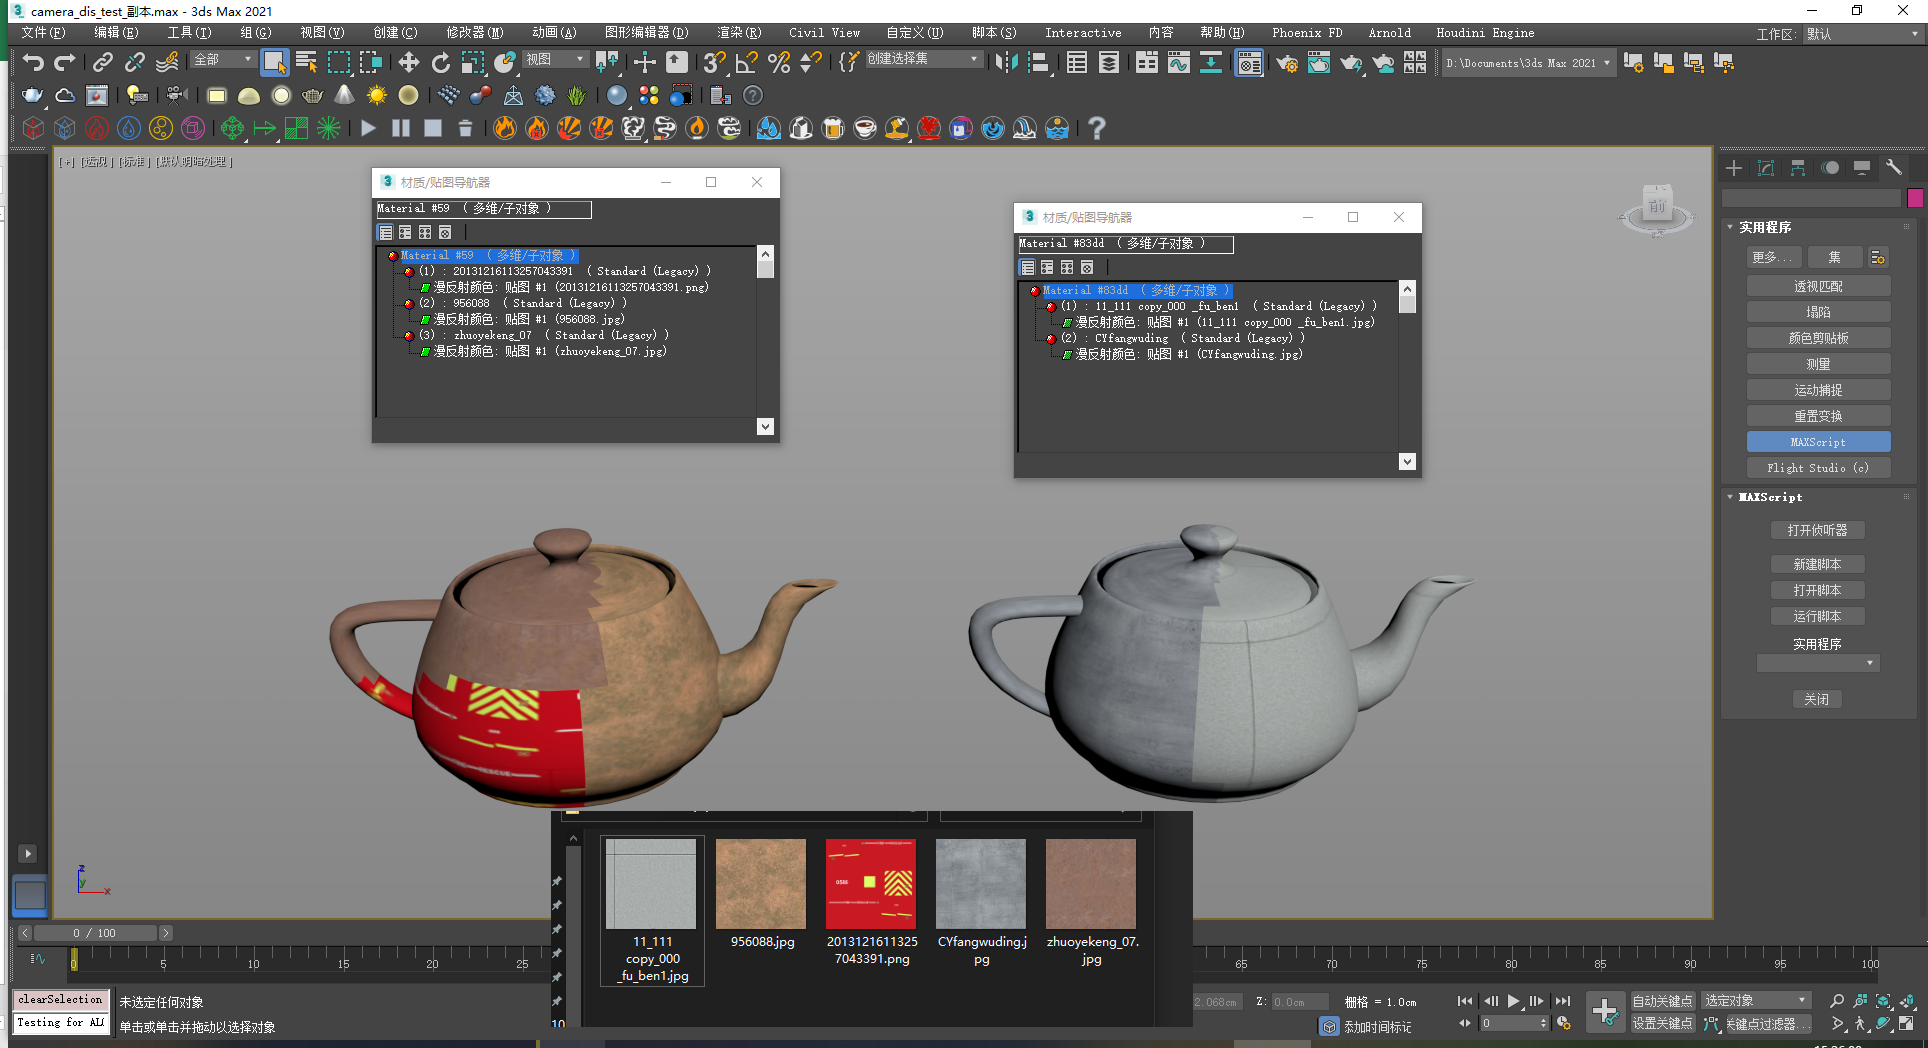 camera_dis_test_副本.max - 3ds Max 2021
文件(F) 编辑(E) 工具(T) 组(G) 视图(V) 创建(C) 修改器(M) 动画(A) 图形编辑器(D) 渲染(R) Civil View 自定义(U) 脚本(S) Interactive 内容 帮助(H) Phoenix FD Arnold Houdini Engine 工作区: 默认
全部 视图 创建选择集 D:\Documents\3ds Max 2021
[+] [透视] [标准] [默认明暗处理]
材质/贴图导航器
Material #59 ( 多维/子对象 )
Material #59 ( 多维/子对象 )
(1) : 20131216113257043391 ( Standard (Legacy) )
漫反射颜色: 贴图 #1 (20131216113257043391.png)
(2) : 956088 ( Standard (Legacy) )
漫反射颜色: 贴图 #1 (956088.jpg)
(3) : zhuoyekeng_07 ( Standard (Legacy) )
漫反射颜色: 贴图 #1 (zhuoyekeng_07.jpg)
材质/贴图导航器
Material #83dd ( 多维/子对象 )
Material #83dd ( 多维/子对象 )
(1) : 11_111 copy_000 _fu_ben1 ( Standard (Legacy) )
漫反射颜色: 贴图 #1 (11_111 copy_000 _fu_ben1.jpg)
(2) : CYfangwuding ( Standard (Legacy) )
漫反射颜色: 贴图 #1 (CYfangwuding.jpg)
前
实用程序
更多... 集
透视匹配
塌陷
颜色剪贴板
测量
运动捕捉
重置变换
MAXScript
Flight Studio (c)
MAXScript
打开侦听器
新建脚本
打开脚本
运行脚本
实用程序
关闭
z
y
x
11_111
copy_000
_fu_ben1.jpg
956088.jpg
2013121611325
7043391.png
CYfangwuding.j
pg
zhuoyekeng_07.
jpg
0 / 100
0 5 10 15 20 25 65 70 75 80 85 90 95 100
clearSelection 未选定任何对象
Testing for ALL 单击或单击并拖动以选择对象
10
2.068cm Z: 0.0cm 栅格 = 1.0cm
添加时间标记
0
自动关键点 选定对象
设置关键点 关键点过滤器...